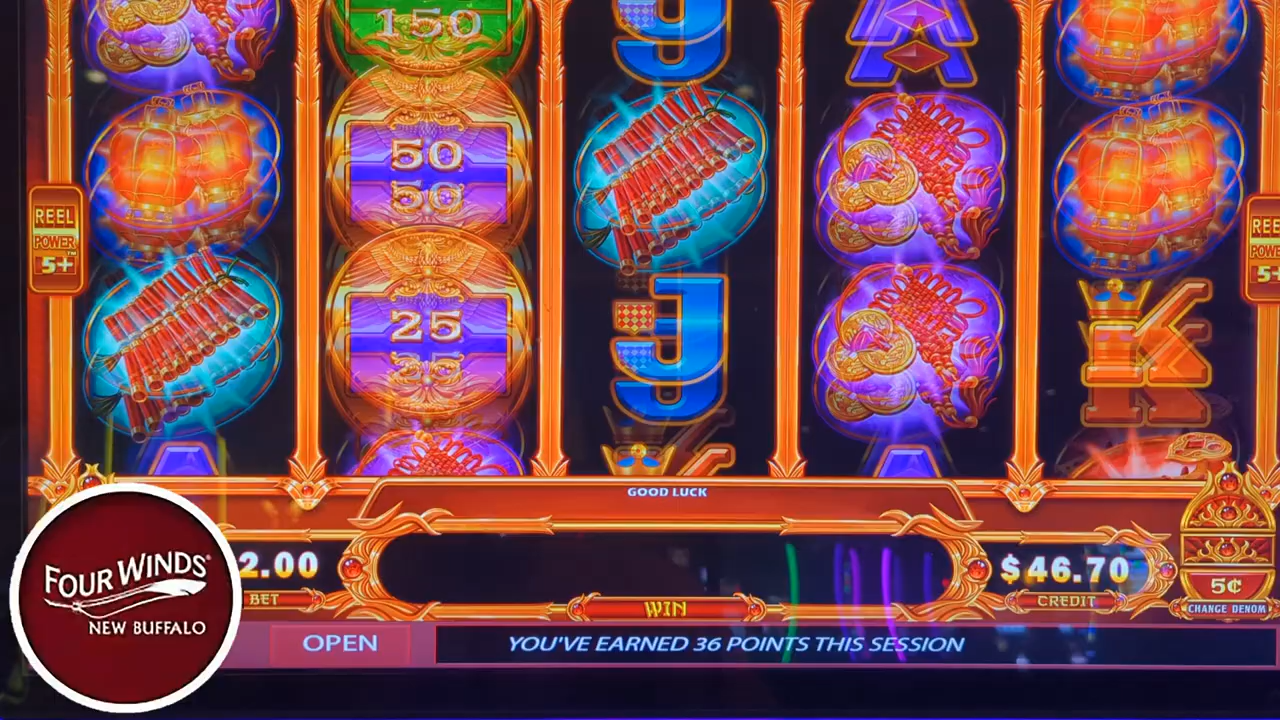 150
50
50
25
25
J
J
A
K
REEL
POWER
5+
REEL
POWER
5+
GOOD LUCK
2.00
BET
WIN
$46.70
CREDIT
5¢
CHANGE DENOM
FOUR WINDS®
NEW BUFFALO
OPEN
YOU'VE EARNED 36 POINTS THIS SESSION